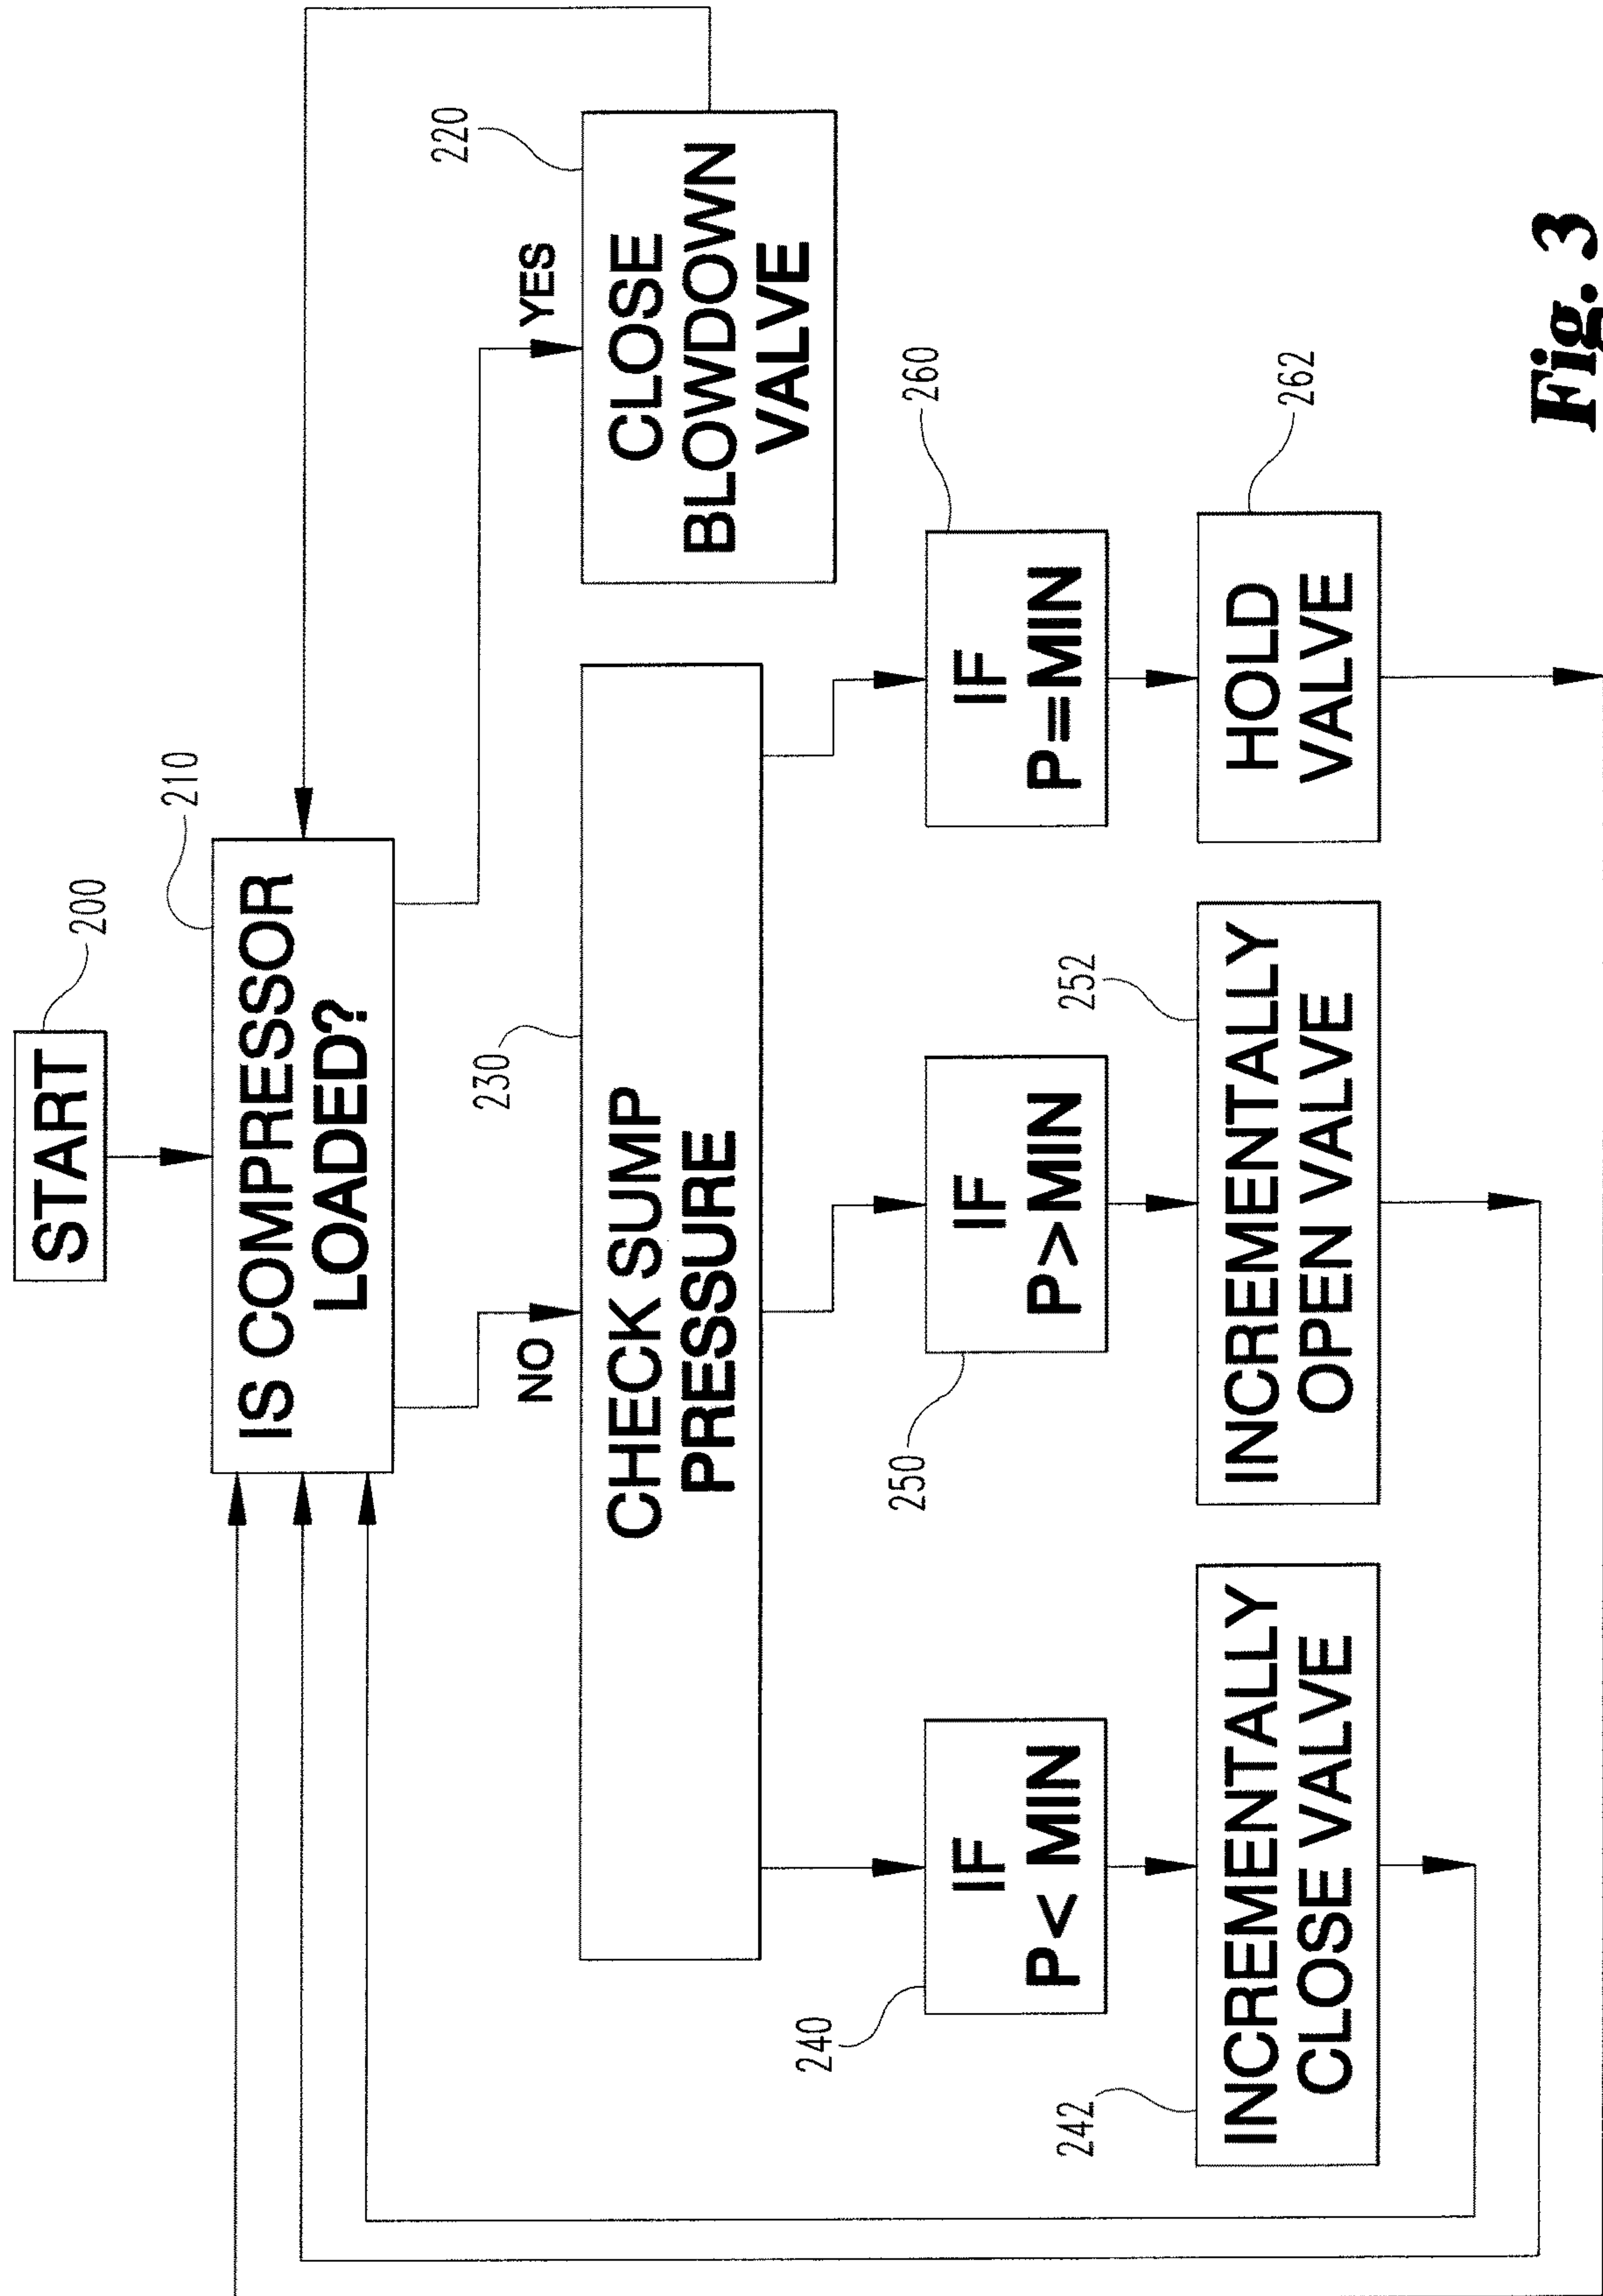 START
200
IS COMPRESSOR
LOADED?
210
NO
YES
CHECK SUMP
PRESSURE
230
CLOSE
BLOWDOWN
VALVE
220
IF
P< MIN
240
IF
P>MIN
250
IF
P=MIN
260
INCREMENTALLY
CLOSE VALVE
242
INCREMENTALLY
OPEN VALVE
252
HOLD
VALVE
262
Fig. 3